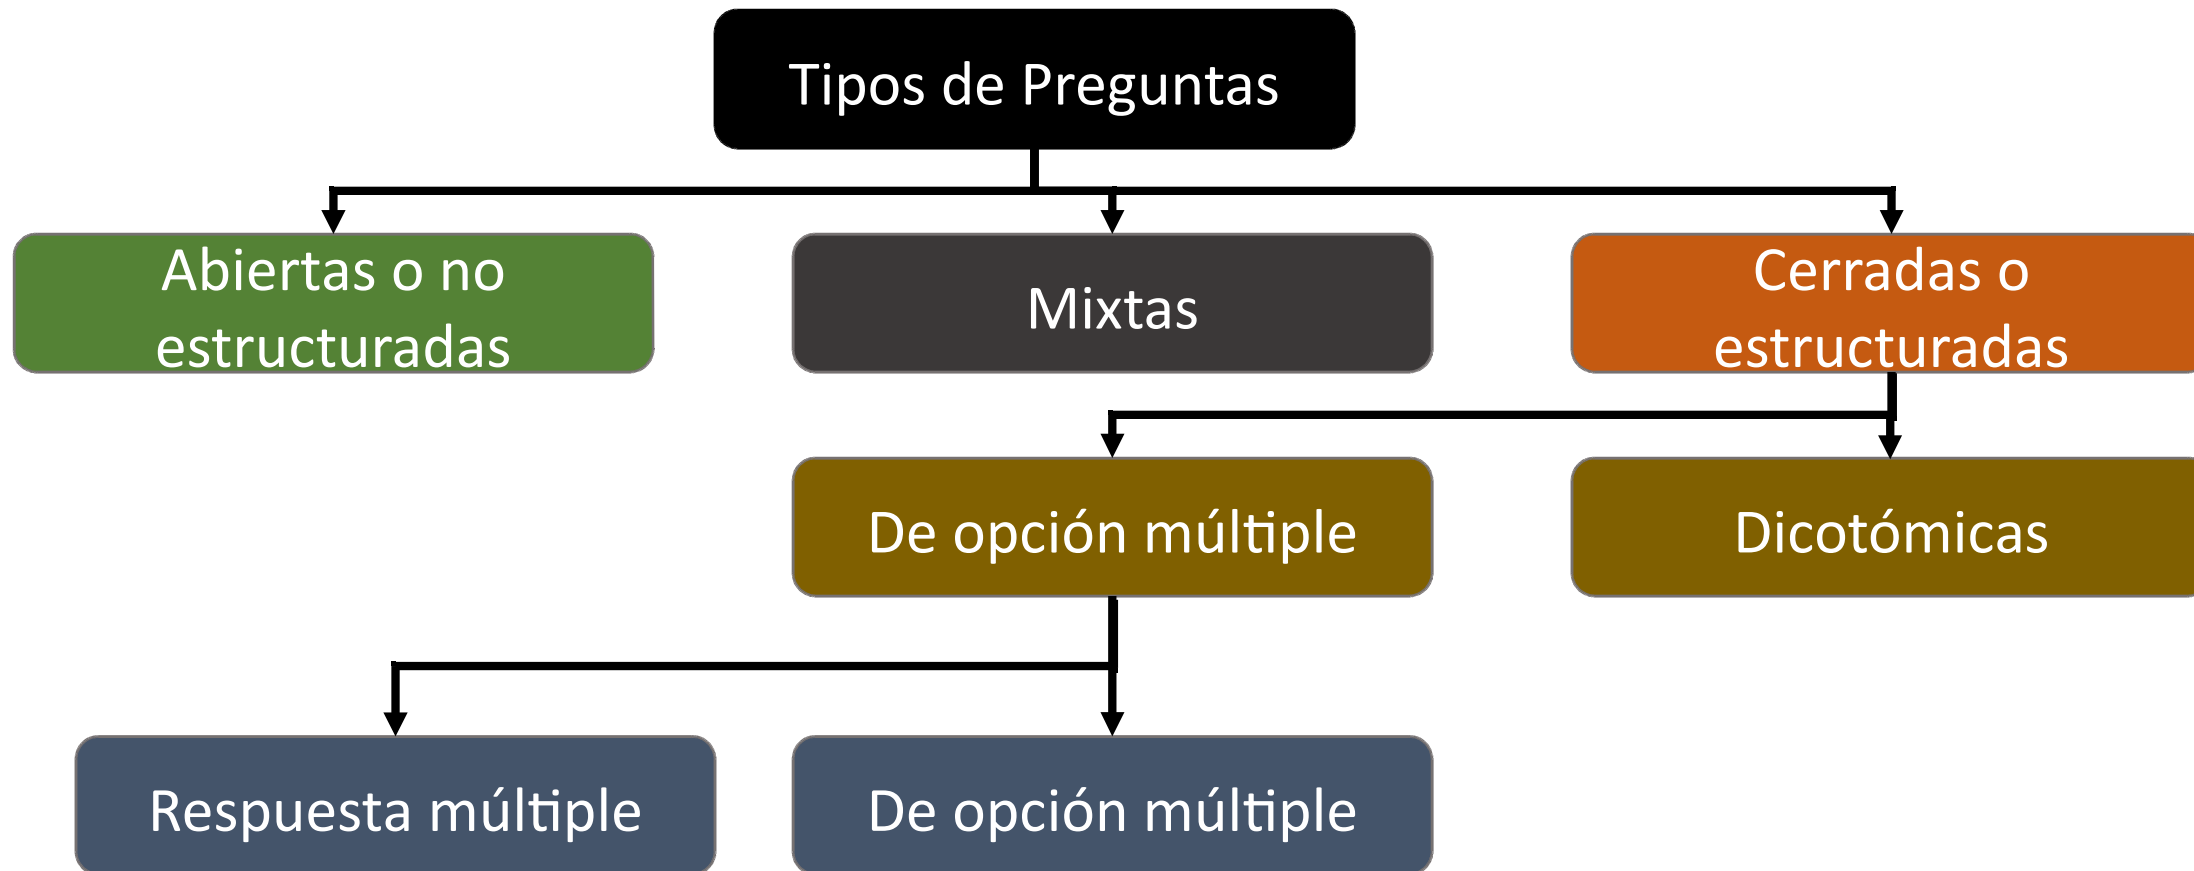 Tipos de Preguntas
Abiertas o no
estructuradas
Mixtas
Cerradas o
estructuradas
De opción múltiple
Dicotómicas
Respuesta múltiple
De opción múltiple